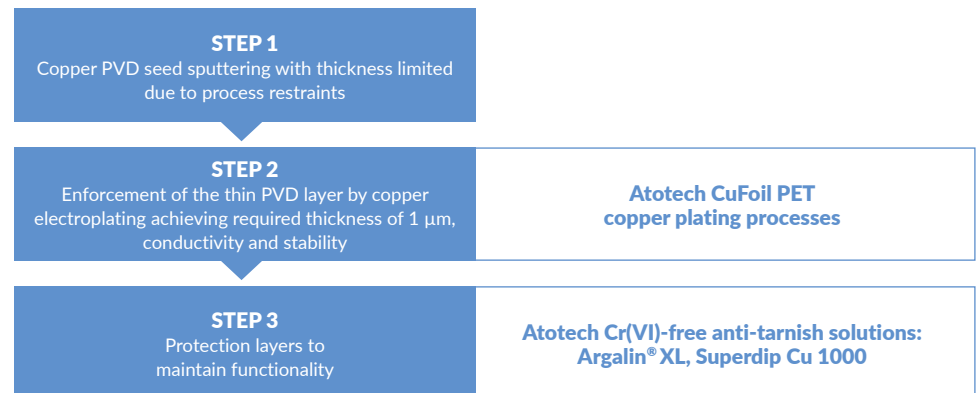 STEP 1
Copper PVD seed sputtering with thickness limited
due to process restraints
STEP 2
Enforcement of the thin PVD layer by copper
electroplating achieving required thickness of 1 µm,
conductivity and stability
Atotech CuFoil PET
copper plating processes
STEP 3
Protection layers to
maintain functionality
Atotech Cr(VI)-free anti-tarnish solutions:
Argalin® XL, Superdip Cu 1000